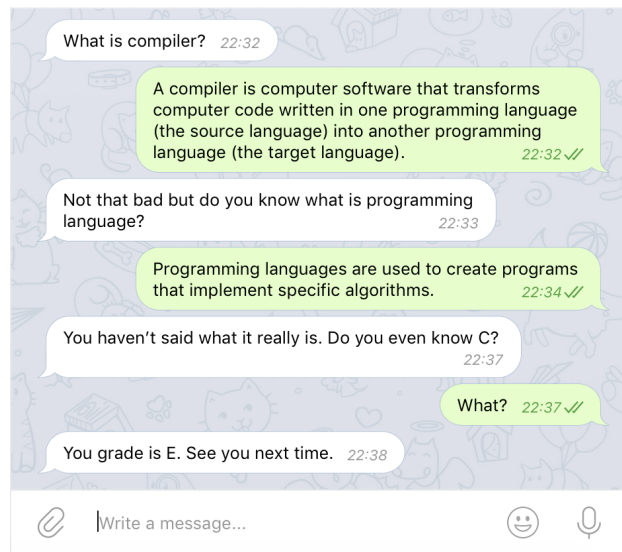 What is compiler? 22:32
A compiler is computer software that transforms
computer code written in one programming language
(the source language) into another programming
language (the target language). 22:32
Not that bad but do you know what is programming
language? 22:33
Programming languages are used to create programs
that implement specific algorithms. 22:34
You haven’t said what it really is. Do you even know C?
22:37
What? 22:37
You grade is E. See you next time. 22:38
Write a message...